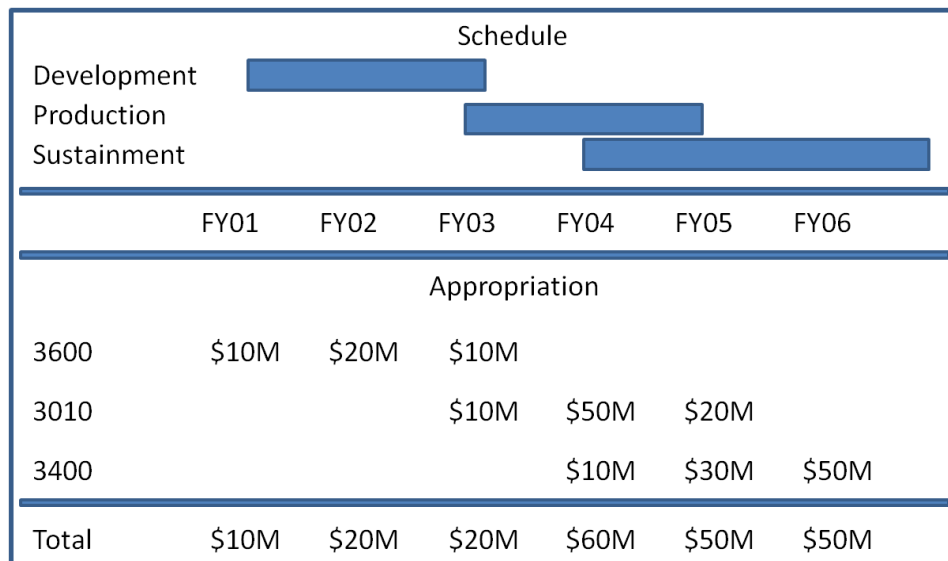 Schedule
Development
Production
Sustainment
FY01 FY02 FY03 FY04 FY05 FY06
Appropriation
3600 $10M $20M $10M
3010 $10M $50M $20M
3400 $10M $30M $50M
Total $10M $20M $20M $60M $50M $50M